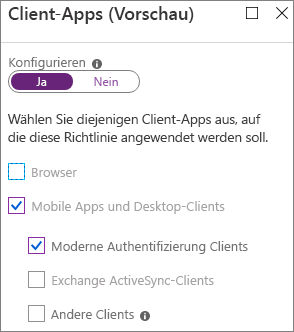 Client-Apps (Vorschau)
Konfigurieren
Ja Nein
Wählen Sie diejenigen Client-Apps aus, auf
die diese Richtlinie angewendet werden soll.
Browser
Mobile Apps und Desktop-Clients
Moderne Authentifizierung Clients
Exchange ActiveSync-Clients
Andere Clients